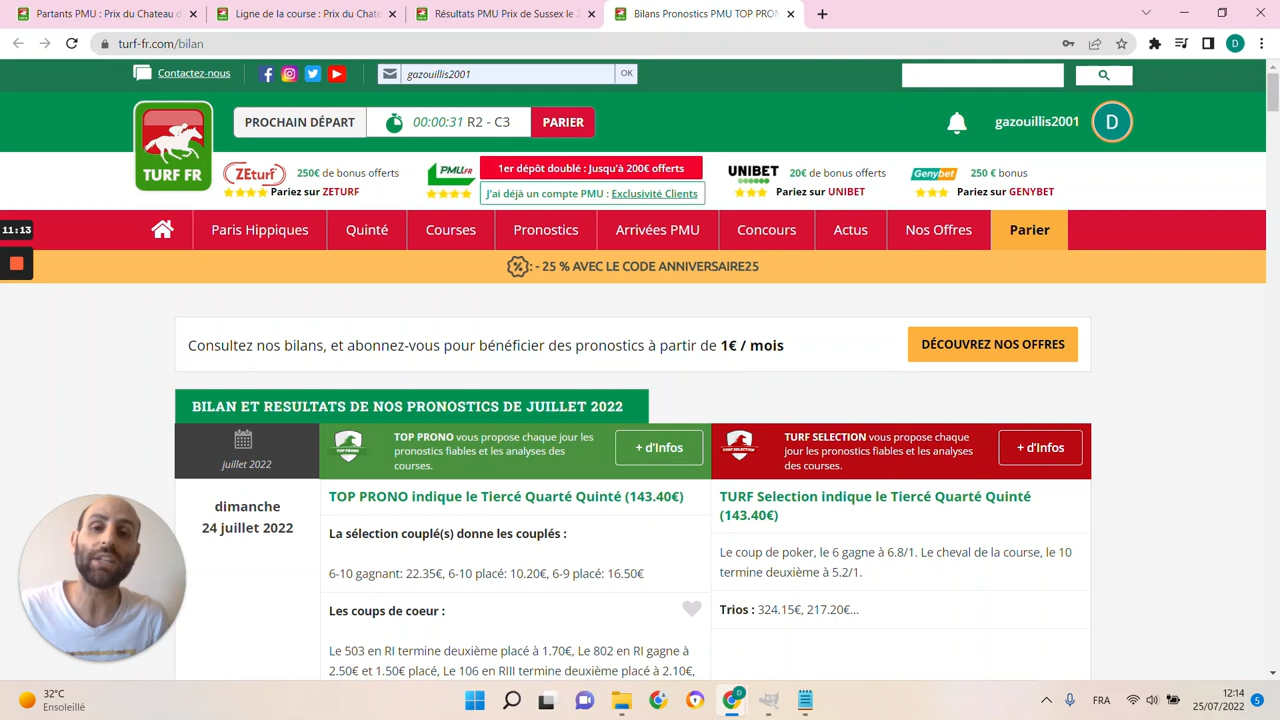 Partants PMU : Prix du Chateau d
Ligne de la course : Prix du Chate
Résultats PMU Prix de Sussex le 2
Bilans Pronostics PMU TOP PRON
turf-fr.com/bilan
D
Contactez-nous
gazouillis2001
OK
TURF FR
PROCHAIN DÉPART
00:00:31 R2 - C3
PARIER
gazouillis2001
D
ZEturf
250€ de bonus offerts
Pariez sur ZETURF
PMU.FR
1er dépôt doublé : Jusqu'à 200€ offerts
J'ai déjà un compte PMU : Exclusivité Clients
UNIBET
20€ de bonus offerts
Pariez sur UNIBET
Genybet
250 € bonus
Pariez sur GENYBET
11:13
Paris Hippiques
Quinté
Courses
Pronostics
Arrivées PMU
Concours
Actus
Nos Offres
Parier
: - 25 % AVEC LE CODE ANNIVERSAIRE25
Consultez nos bilans, et abonnez-vous pour bénéficier des pronostics à partir de 1€ / mois
DÉCOUVREZ NOS OFFRES
BILAN ET RESULTATS DE NOS PRONOSTICS DE JUILLET 2022
juillet 2022
TOP PRONO
TOP PRONO vous propose chaque jour les
pronostics fiables et les analyses des
courses.
+ d'Infos
TURF SELECTION
TURF SELECTION vous propose chaque
jour les pronostics fiables et les analyses
des courses.
+ d'Infos
dimanche
24 juillet 2022
TOP PRONO indique le Tiercé Quarté Quinté (143.40€)
La sélection couplé(s) donne les couplés :
6-10 gagnant: 22.35€, 6-10 placé: 10.20€, 6-9 placé: 16.50€
Les coups de coeur :
Le 503 en RI termine deuxième placé à 1.70€, Le 802 en RI gagne à
2.50€ et 1.50€ placé, Le 106 en RIII termine deuxième placé à 2.10€,
TURF Selection indique le Tiercé Quarté Quinté
(143.40€)
Le coup de poker, le 6 gagne à 6.8/1. Le cheval de la course, le 10
termine deuxième à 5.2/1.
Trios : 324.15€, 217.20€...
32°C
Ensoleillé
D
FRA
12:14
25/07/2022
5